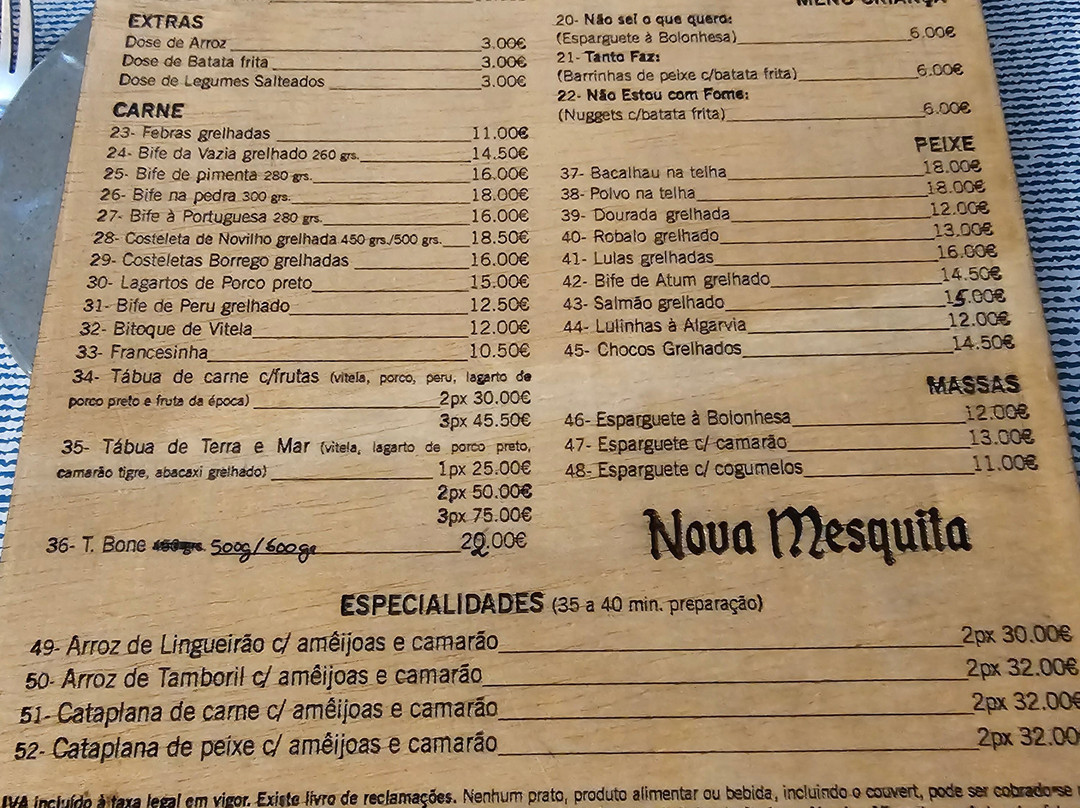 EXTRAS
Dose de Arroz 3.00€
Dose de Batata frita 3.00€
Dose de Legumes Salteados 3.00€
CARNE
23- Febras grelhadas 11.00€
24- Bife da Vazia grelhado 260 grs. 14.50€
25- Bife de pimenta 280 grs. 16.00€
26- Bife na pedra 300 grs. 18.00€
27- Bife à Portuguesa 280 grs. 16.00€
28- Costeleta de Novilho grelhada 450 grs./500 grs. 18.50€
29- Costeletas Borrego grelhadas 16.00€
30- Lagartos de Porco preto 15.00€
31- Bife de Peru grelhado 12.50€
32- Bitoque de Vitela 12.00€
33- Francesinha 10.50€
34- Tábua de carne c/frutas (vitela, porco, peru, lagarto de
porco preto e fruta da época) 2px 30.00€
3px 45.50€
35- Tábua de Terra e Mar (vitela, lagarto de porco preto,
camarão tigre, abacaxi grelhado) 1px 25.00€
2px 50.00€
3px 75.00€
36- T. Bone 500g/600gr 22.00€
MENU CRIANÇA
20- Não sei o que quero:
(Esparguete à Bolonhesa) 6.00€
21- Tanto Faz:
(Barrinhas de peixe c/batata frita) 6.00€
22- Não Estou com Fome:
(Nuggets c/batata frita) 6.00€
PEIXE
37- Bacalhau na telha 18.00€
38- Polvo na telha 18.00€
39- Dourada grelhada 12.00€
40- Robalo grelhado 13.00€
41- Lulas grelhadas 16.00€
42- Bife de Atum grelhado 14.50€
43- Salmão grelhado 15.00€
44- Lulinhas à Algarvia 12.00€
45- Chocos Grelhados 14.50€
MASSAS
46- Esparguete à Bolonhesa 12.00€
47- Esparguete c/ camarão 13.00€
48- Esparguete c/ cogumelos 11.00€
Nova Mesquita
ESPECIALIDADES (35 a 40 min. preparação)
49- Arroz de Lingueirão c/ amêijoas e camarão 2px 30.00€
50- Arroz de Tamboril c/ amêijoas e camarão 2px 32.00€
51- Cataplana de carne c/ amêijoas e camarão 2px 32.00€
52- Cataplana de peixe c/ amêijoas e camarão 2px 32.00
IVA incluído à taxa legal em vigor. Existe livro de reclamações. Nenhum prato, produto alimentar ou bebida, incluindo o couvert, pode ser cobrado se